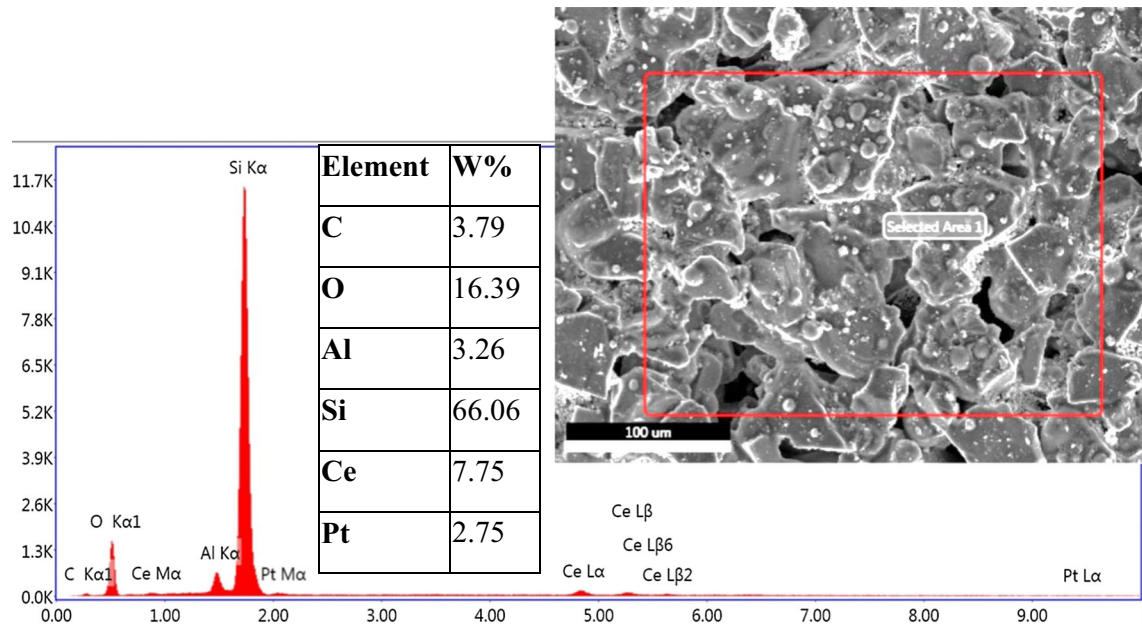 Si Kα
11.7K
10.4K
9.1K
7.8K
6.5K
5.2K
3.9K
2.6K
1.3K
0.0K
C Kα1
O Kα1
Ce Mα
Al Kα
Pt Mα
Element W%
C 3.79
O 16.39
Al 3.26
Si 66.06
Ce 7.75
Pt 2.75
Selected Area 1
100 um
Ce Lβ
Ce Lβ6
Ce Lα
Ce Lβ2
Pt Lα
0.00 1.00 2.00 3.00 4.00 5.00 6.00 7.00 8.00 9.00